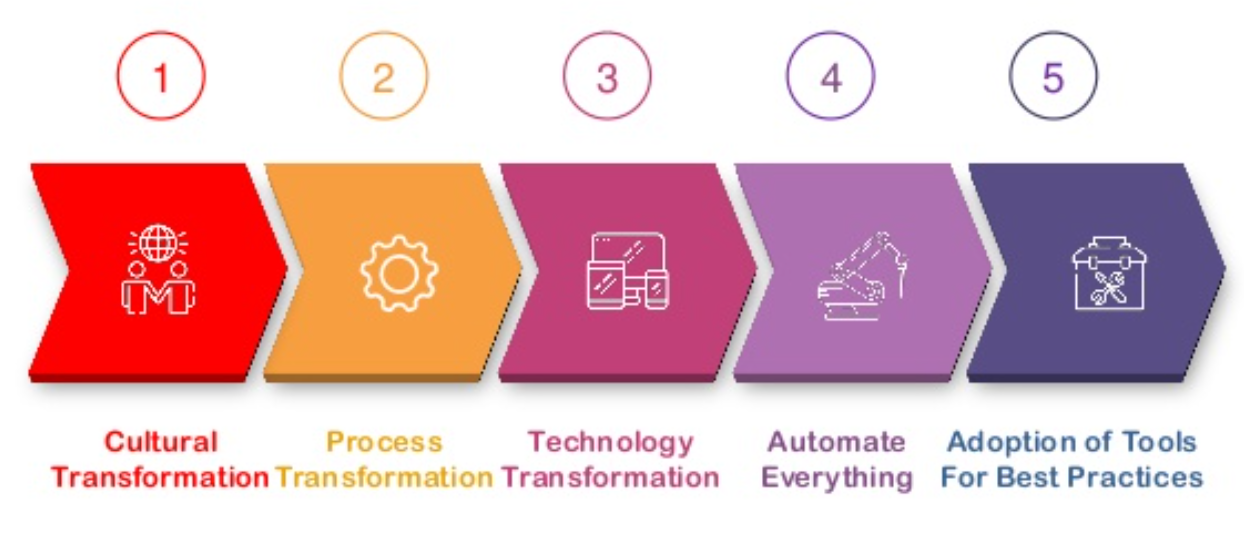 1
2
3
4
5
Cultural
Transformation
Process
Transformation
Technology
Transformation
Automate
Everything
Adoption of Tools
For Best Practices